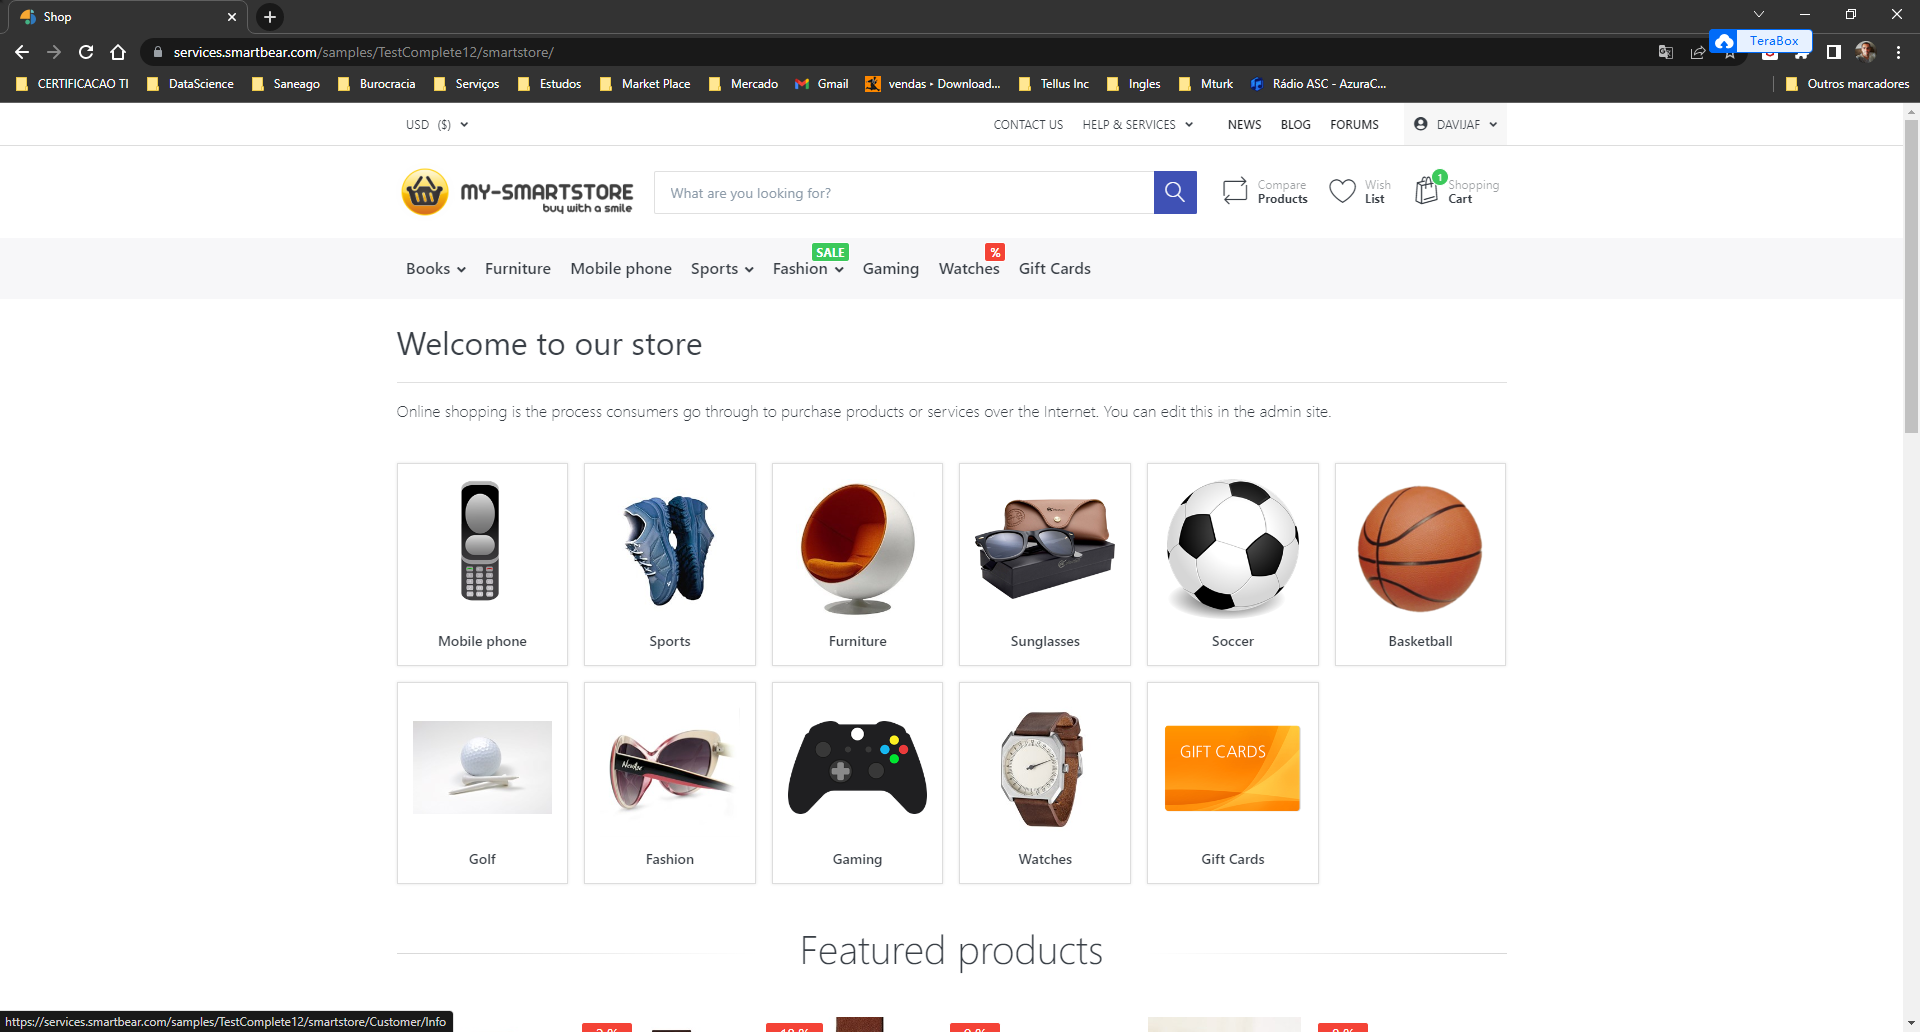 Shop
services.smartbear.com/samples/TestComplete12/smartstore/
TeraBox
CERTIFICACAO TI DataScience Saneago Burocracia Serviços Estudos Market Place Mercado Gmail vendas ‣ Download... Tellus Inc Ingles Mturk Rádio ASC - AzuraC... Outros marcadores
USD ($) CONTACT US HELP & SERVICES NEWS BLOG FORUMS DAVIJAF
MY-SMARTSTORE
buy with a smile
What are you looking for?
Compare
Products
Wish
List
1
Shopping
Cart
SALE %
Books Furniture Mobile phone Sports Fashion Gaming Watches Gift Cards
Welcome to our store
Online shopping is the process consumers go through to purchase products or services over the Internet. You can edit this in the admin site.
Mobile phone Sports Furniture Sunglasses Soccer Basketball
GIFT CARDS
Golf Fashion Gaming Watches Gift Cards
Featured products
https://services.smartbear.com/samples/TestComplete12/smartstore/Customer/Info